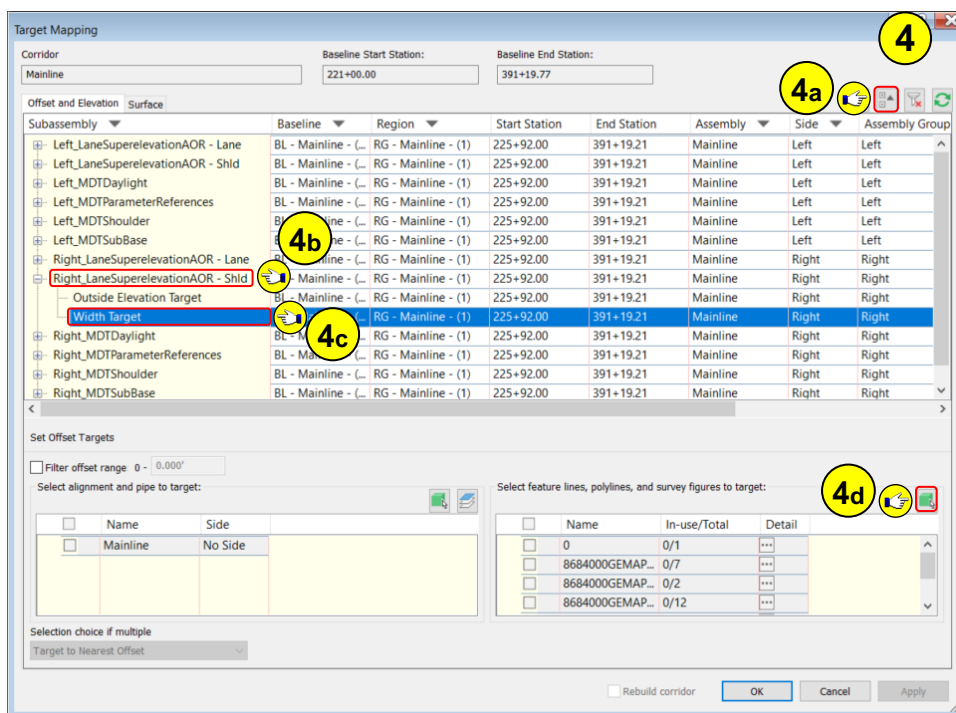 Target Mapping
4
Corridor Baseline Start Station: Baseline End Station:
Mainline 221+00.00 391+19.77
4a
Offset and Elevation Surface
Subassembly Baseline Region Start Station End Station Assembly Side Assembly Group
Left_LaneSuperelevationAOR - Lane BL - Mainline - (... RG - Mainline - (1) 225+92.00 391+19.21 Mainline Left Left
Left_LaneSuperelevationAOR - Shld BL - Mainline - (... RG - Mainline - (1) 225+92.00 391+19.21 Mainline Left Left
Left_MDTDaylight BL - Mainline - (... RG - Mainline - (1) 225+92.00 391+19.21 Mainline Left Left
Left_MDTParameterReferences BL - Mainline - (... RG - Mainline - (1) 225+92.00 391+19.21 Mainline Left Left
Left_MDTShoulder BL - Mainline - (... RG - Mainline - (1) 225+92.00 391+19.21 Mainline Left Left
Left_MDTSubBase - (... RG - Mainline - (1) 225+92.00 391+19.21 Mainline Left Left
4b
Right_LaneSuperelevationAOR - Lane - (... RG - Mainline - (1) 225+92.00 391+19.21 Mainline Right Right
Right_LaneSuperelevationAOR - Shld - Mainline - (... RG - Mainline - (1) 225+92.00 391+19.21 Mainline Right Right
Outside Elevation Target BL - Mainline - (... RG - Mainline - (1) 225+92.00 391+19.21 Mainline Right Right
Width Target (... RG - Mainline - (1) 225+92.00 391+19.21 Mainline Right Right
4c
Right_MDTDaylight BL - (... RG - Mainline - (1) 225+92.00 391+19.21 Mainline Right Right
Right_MDTParameterReferences BL - Mainline - (... RG - Mainline - (1) 225+92.00 391+19.21 Mainline Right Right
Right_MDTShoulder BL - Mainline - (... RG - Mainline - (1) 225+92.00 391+19.21 Mainline Right Right
Right_MDTSubBase BL - Mainline - (... RG - Mainline - (1) 225+92.00 391+19.21 Mainline Right Right
Set Offset Targets
Filter offset range 0 - 0.000'
Select alignment and pipe to target:
Name Side
Mainline No Side
Select feature lines, polylines, and survey figures to target:
4d
Name In-use/Total Detail
0 0/1 ...
8684000GEMAP... 0/7 ...
8684000GEMAP... 0/2 ...
8684000GEMAP... 0/12 ...
Selection choice if multiple
Target to Nearest Offset
Rebuild corridor OK Cancel Apply